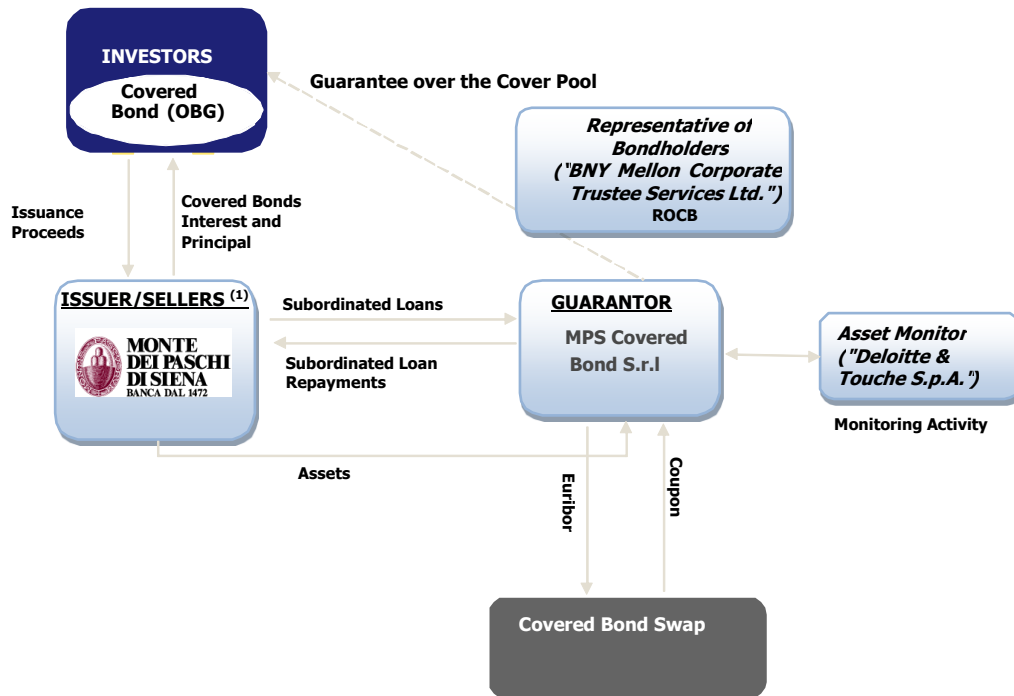 INVESTORS
Covered
Bond (OBG)
Guarantee over the Cover Pool
Representative of
Bondholders
("BNY Mellon Corporate
Trustee Services Ltd.")
ROCB
Issuance
Proceeds
Covered Bonds
Interest and
Principal
ISSUER/SELLERS (1)
MONTE
DEI PASCHI
DI SIENA
BANCA DAL 1472
Subordinated Loans
Subordinated Loan
Repayments
GUARANTOR
MPS Covered
Bond S.r.l
Asset Monitor
("Deloitte &
Touche S.p.A.")
Monitoring Activity
Assets
Euribor
Coupon
Covered Bond Swap